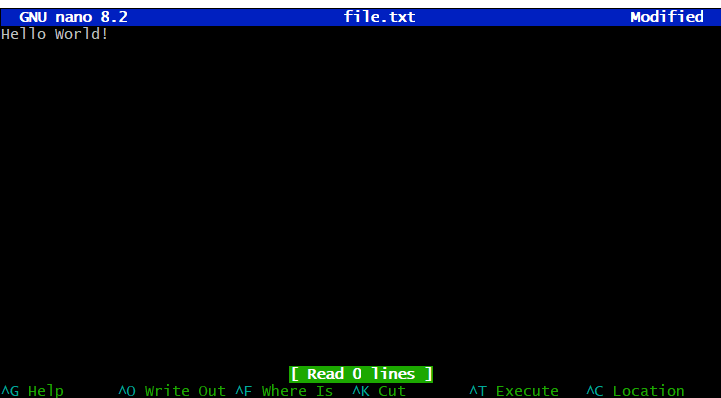 GNU nano 8.2 file.txt Modified
Hello World!
[ Read 0 lines ]
^G Help ^O Write Out ^F Where Is ^K Cut ^T Execute ^C Location